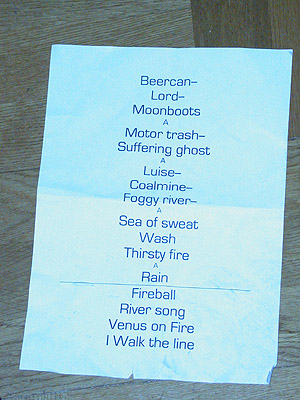 Beercan–
Lord–
Moonboots
A
Motor trash–
Suffering ghost
A
Luise–
Coalmine–
Foggy river–
A
Sea of sweat
Wash
Thirsty fire
A
Rain
Fireball
River song
Venus on Fire
I Walk the line